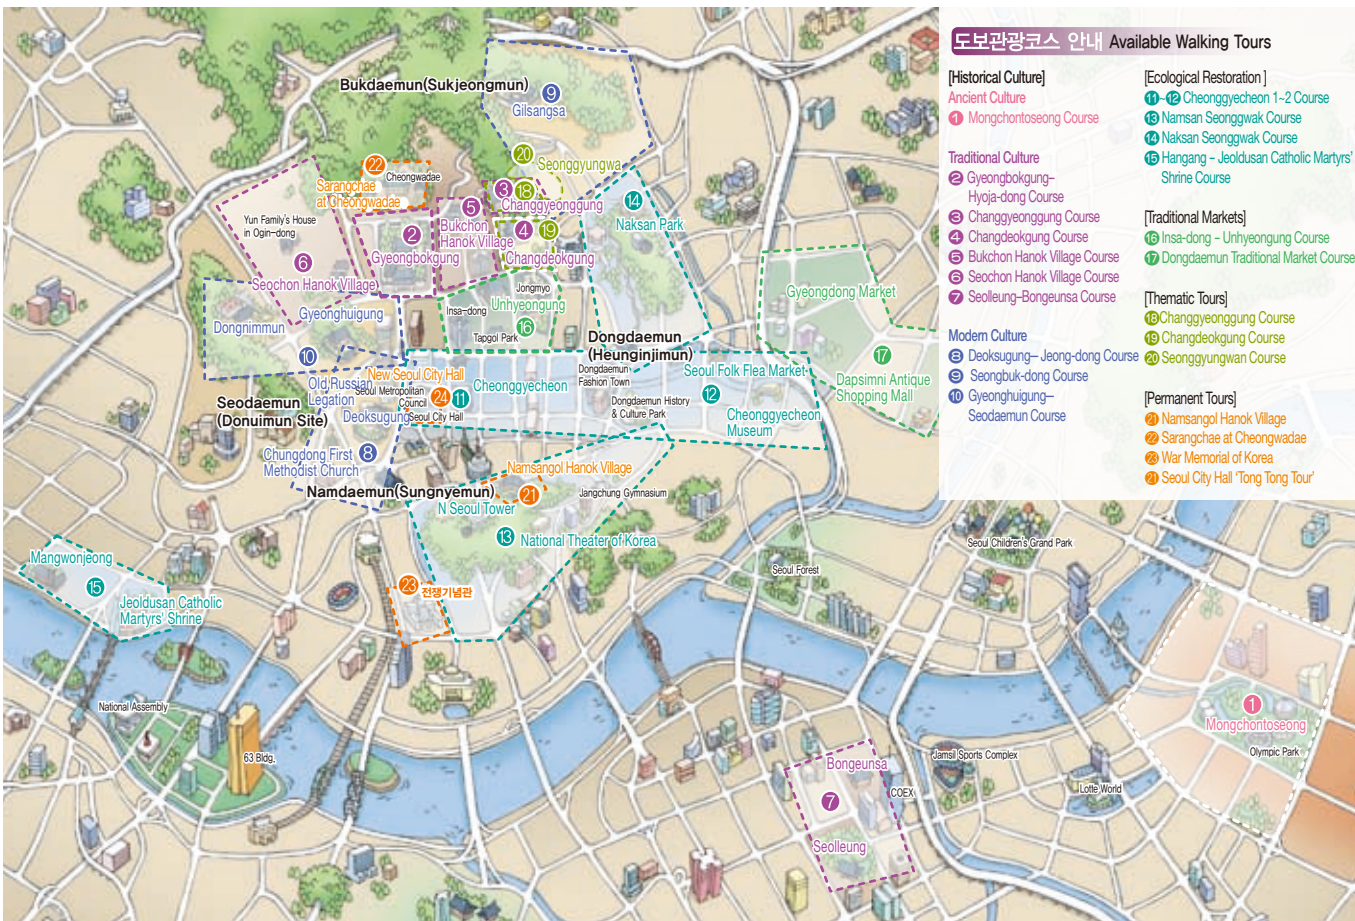 도보관광코스 안내 Available Walking Tours
[Historical Culture]
Ancient Culture
1 Mongchontoseong Course
Traditional Culture
2 Gyeongbokgung–
Hyoja-dong Course
3 Changgyeonggung Course
4 Changdeokgung Course
5 Bukchon Hanok Village Course
6 Seochon Hanok Village Course
7 Seolleung–Bongeunsa Course
Modern Culture
8 Deoksugung– Jeong-dong Course
9 Seongbuk-dong Course
10 Gyeonghuigung–
Seodaemun Course
[Ecological Restoration ]
11~12 Cheonggyecheon 1~2 Course
13 Namsan Seonggwak Course
14 Naksan Seonggwak Course
15 Hangang – Jeoldusan Catholic Martyrs'
Shrine Course
[Traditional Markets]
16 Insa-dong – Unhyeongung Course
17 Dongdaemun Traditional Market Course
[Thematic Tours]
18 Changgyeonggung Course
19 Changdeokgung Course
20 Seonggyungwan Course
[Permanent Tours]
21 Namsangol Hanok Village
22 Sarangchae at Cheongwadae
23 War Memorial of Korea
21 Seoul City Hall 'Tong Tong Tour'
Bukdaemun(Sukjeongmun)
9
Gilsangsa
20
Seonggyungwa
22
Cheongwadae
Sarangchae
at Cheongwadae
3 18
Changgyeonggung
14
Naksan Park
5
Bukchon
Hanok Village
4 19
Changdeokgung
2
Gyeongbokgung
Yun Family's House
in Ogin-dong
6
Seochon Hanok Village
Jongmyo
Unhyeongung
Insa-dong
16
Tapgol Park
Gyeonghuigung
Dongnimmun
10
Gyeongdong Market
17
Dapsimni Antique
Shopping Mall
Dongdaemun
(Heunginjimun)
Dongdaemun
Fashion Town
Seoul Folk Flea Market
12
Dongdaemun History
& Culture Park
Cheonggyecheon
Museum
New Seoul City Hall
Cheonggyecheon
Old Russian
Legation
Seoul Metropolitan
Council
24 11
Deoksugung
Seoul City Hall
Seodaemun
(Donuimun Site)
8
Chungdong First
Methodist Church
Namsangol Hanok Village
Namdaemun(Sungnyemun)
21
Jangchung Gymnasium
N Seoul Tower
13
National Theater of Korea
Seoul Children's Grand Park
Mangwonjeong
15
Jeoldusan Catholic
Martyrs' Shrine
23
전쟁기념관
Seoul Forest
National Assembly
63 Bldg.
1
Mongchontoseong
Olympic Park
Jamsil Sports Complex
Lotte World
Bongeunsa
COEX
7
Seolleung